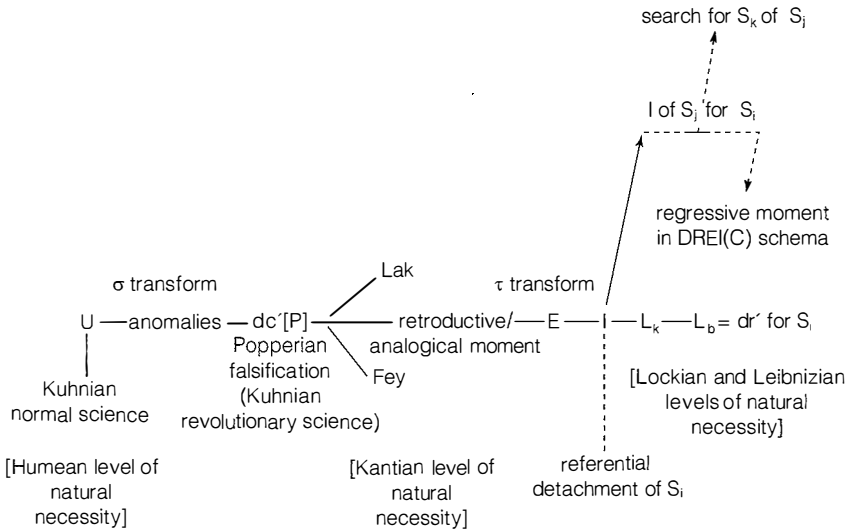 search for Sₖ of Sⱼ
I of Sⱼ for Sᵢ
regressive moment
in DREI(C) schema
Lak
σ transform
τ transform
U anomalies dc′[P] retroductive/ E I Lₖ L_b = dr′ for Sᵢ
analogical moment
Popperian
falsification
(Kuhnian
revolutionary science)
Fey
Kuhnian
normal science
[Lockian and Leibnizian
levels of natural
necessity]
[Humean level of
natural
necessity]
[Kantian level of
natural
necessity]
referential
detachment of Sᵢ